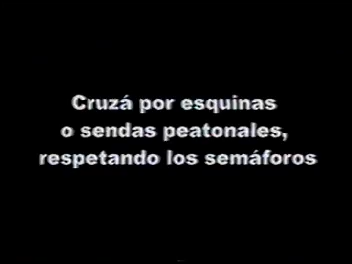 Cruzá por esquinas
o sendas peatonales,
respetando los semáforos